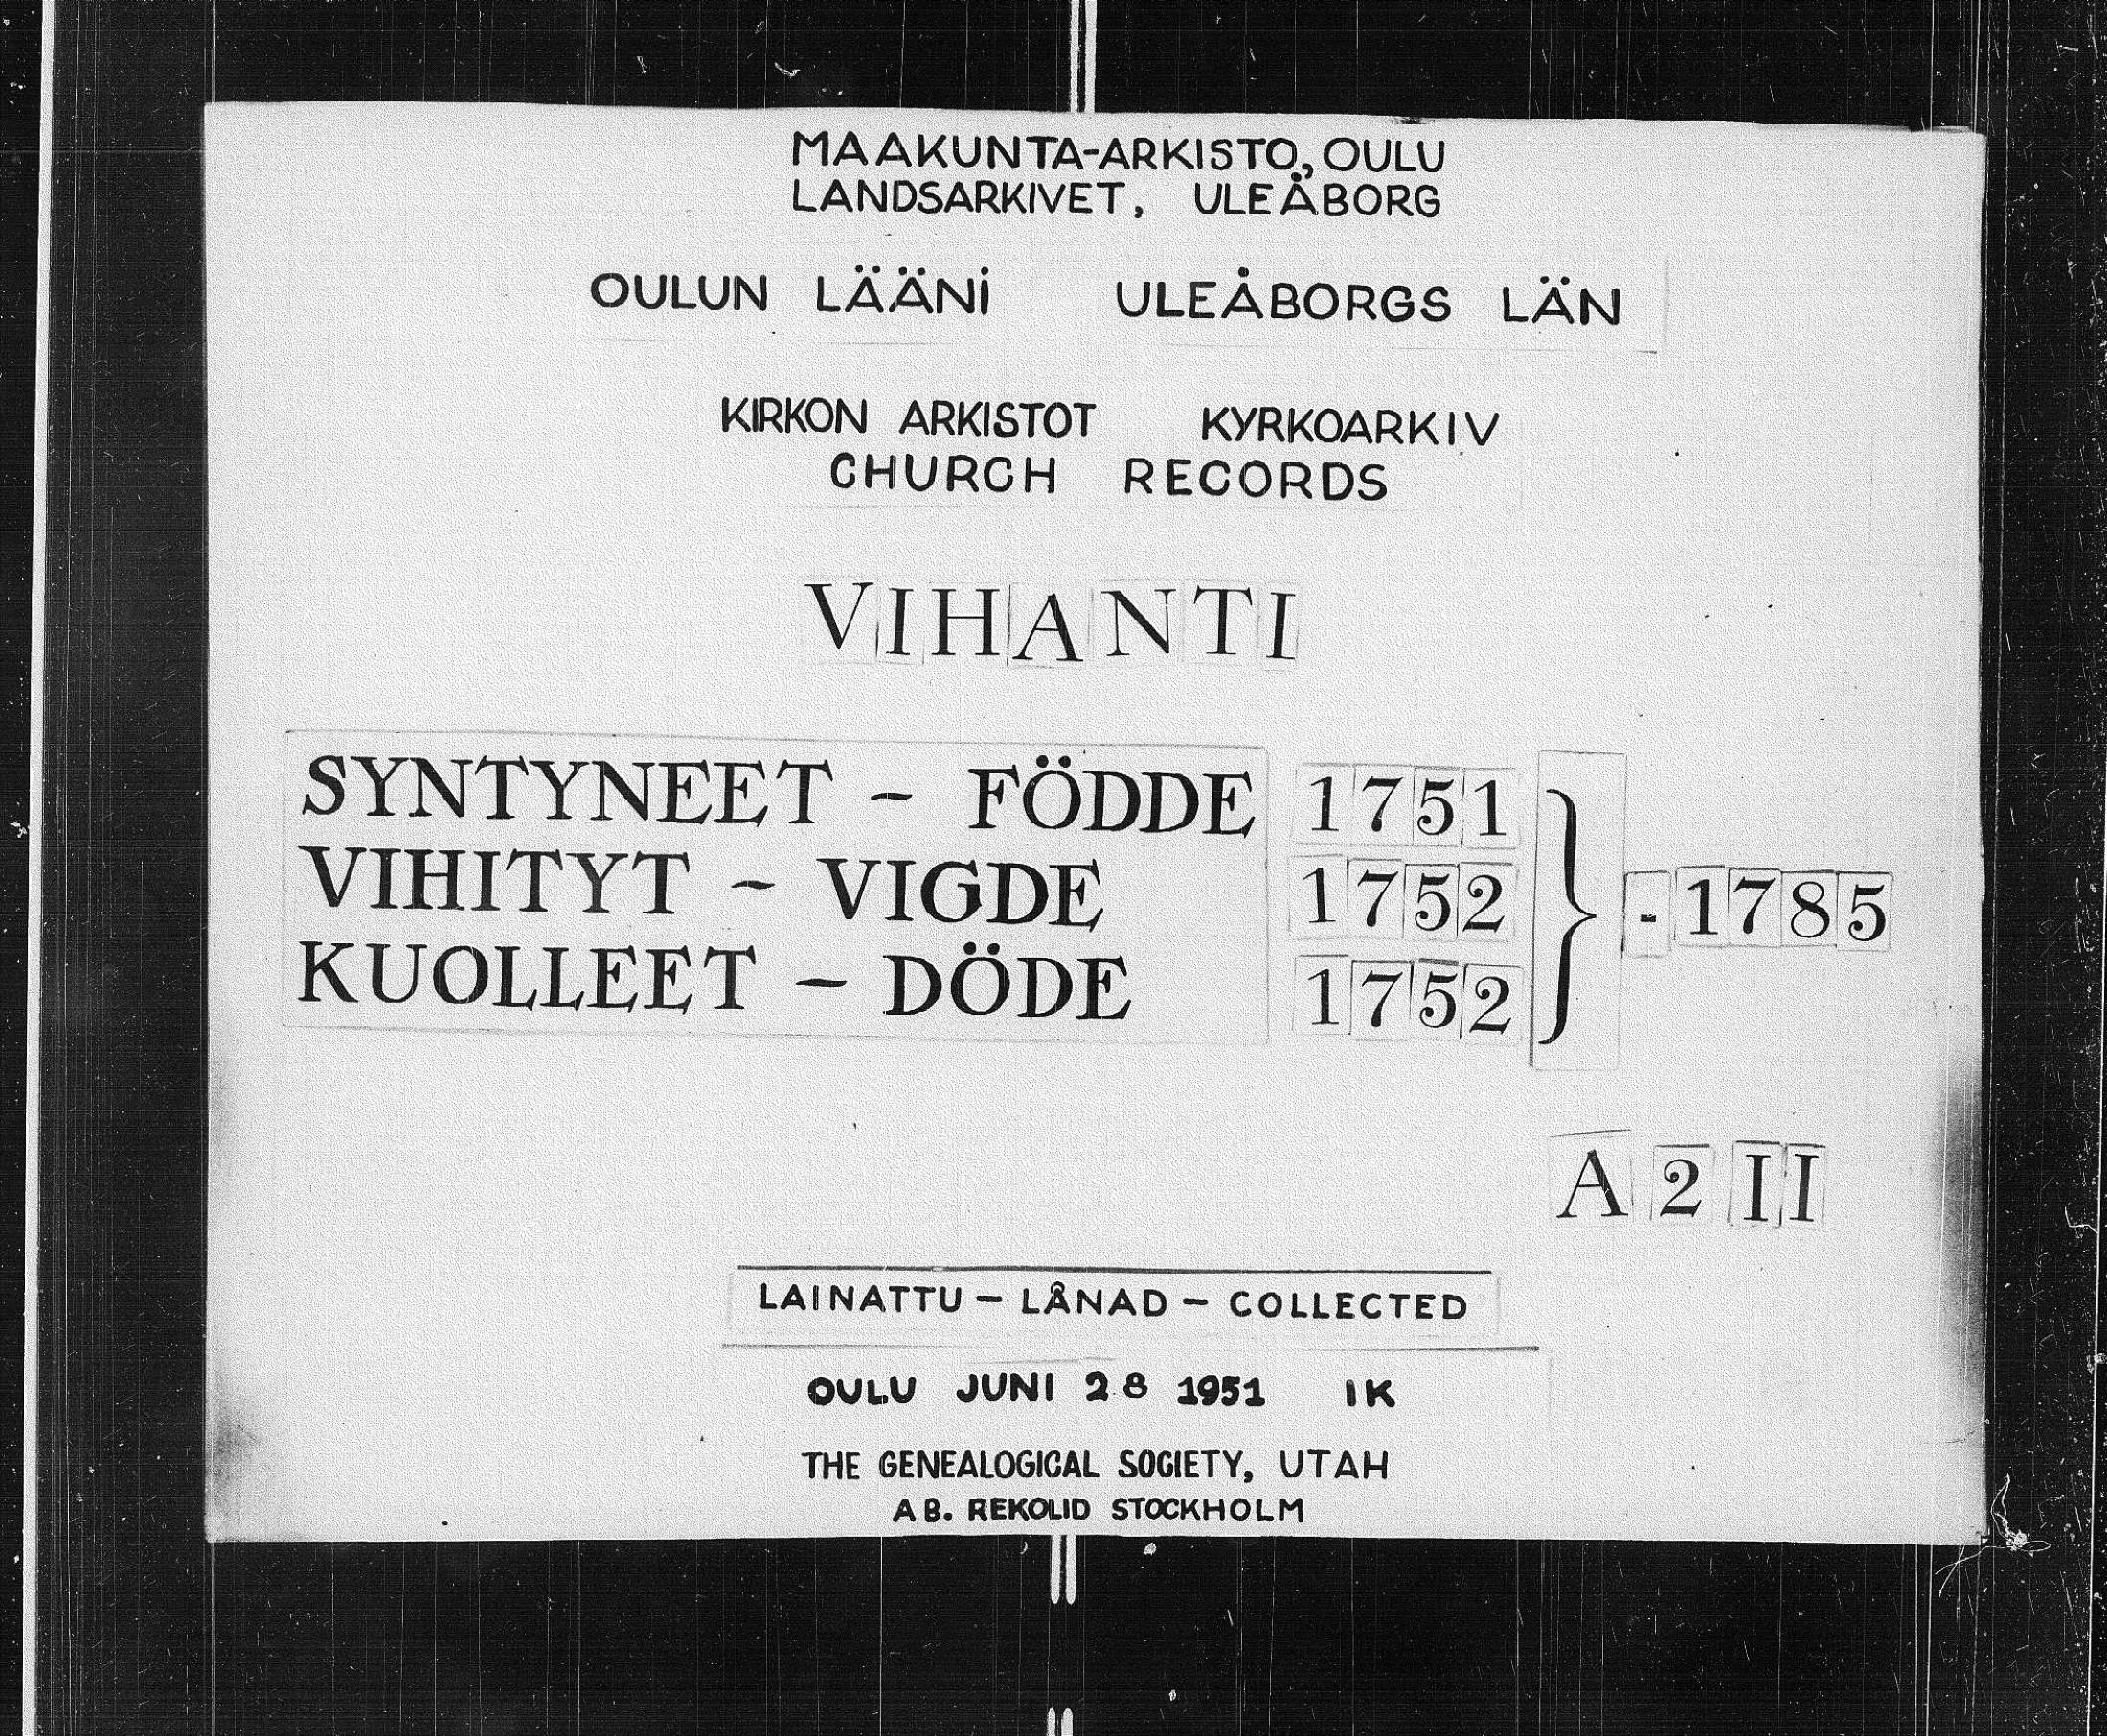 MAAKUNTA-ARKISTO, OULU
LANDSARKIVET, ULEÅBORG
OULUN LÄÄNI ULEÅBORGS LÄN
KIRKON ARKISTOT KYRKOARKIV
CHURCH RECORDS
VIHANTI
SYNTYNEET - FÖDDE 1751
VIHITYT - VIGDE 1752 } - 1785
KUOLLEET - DÖDE 1752
A 2 II
LAINATTU - LÅNAD - COLLECTED
OULU JUNI 28 1951 IK
THE GENEALOGICAL SOCIETY, UTAH
AB. REKOLID STOCKHOLM